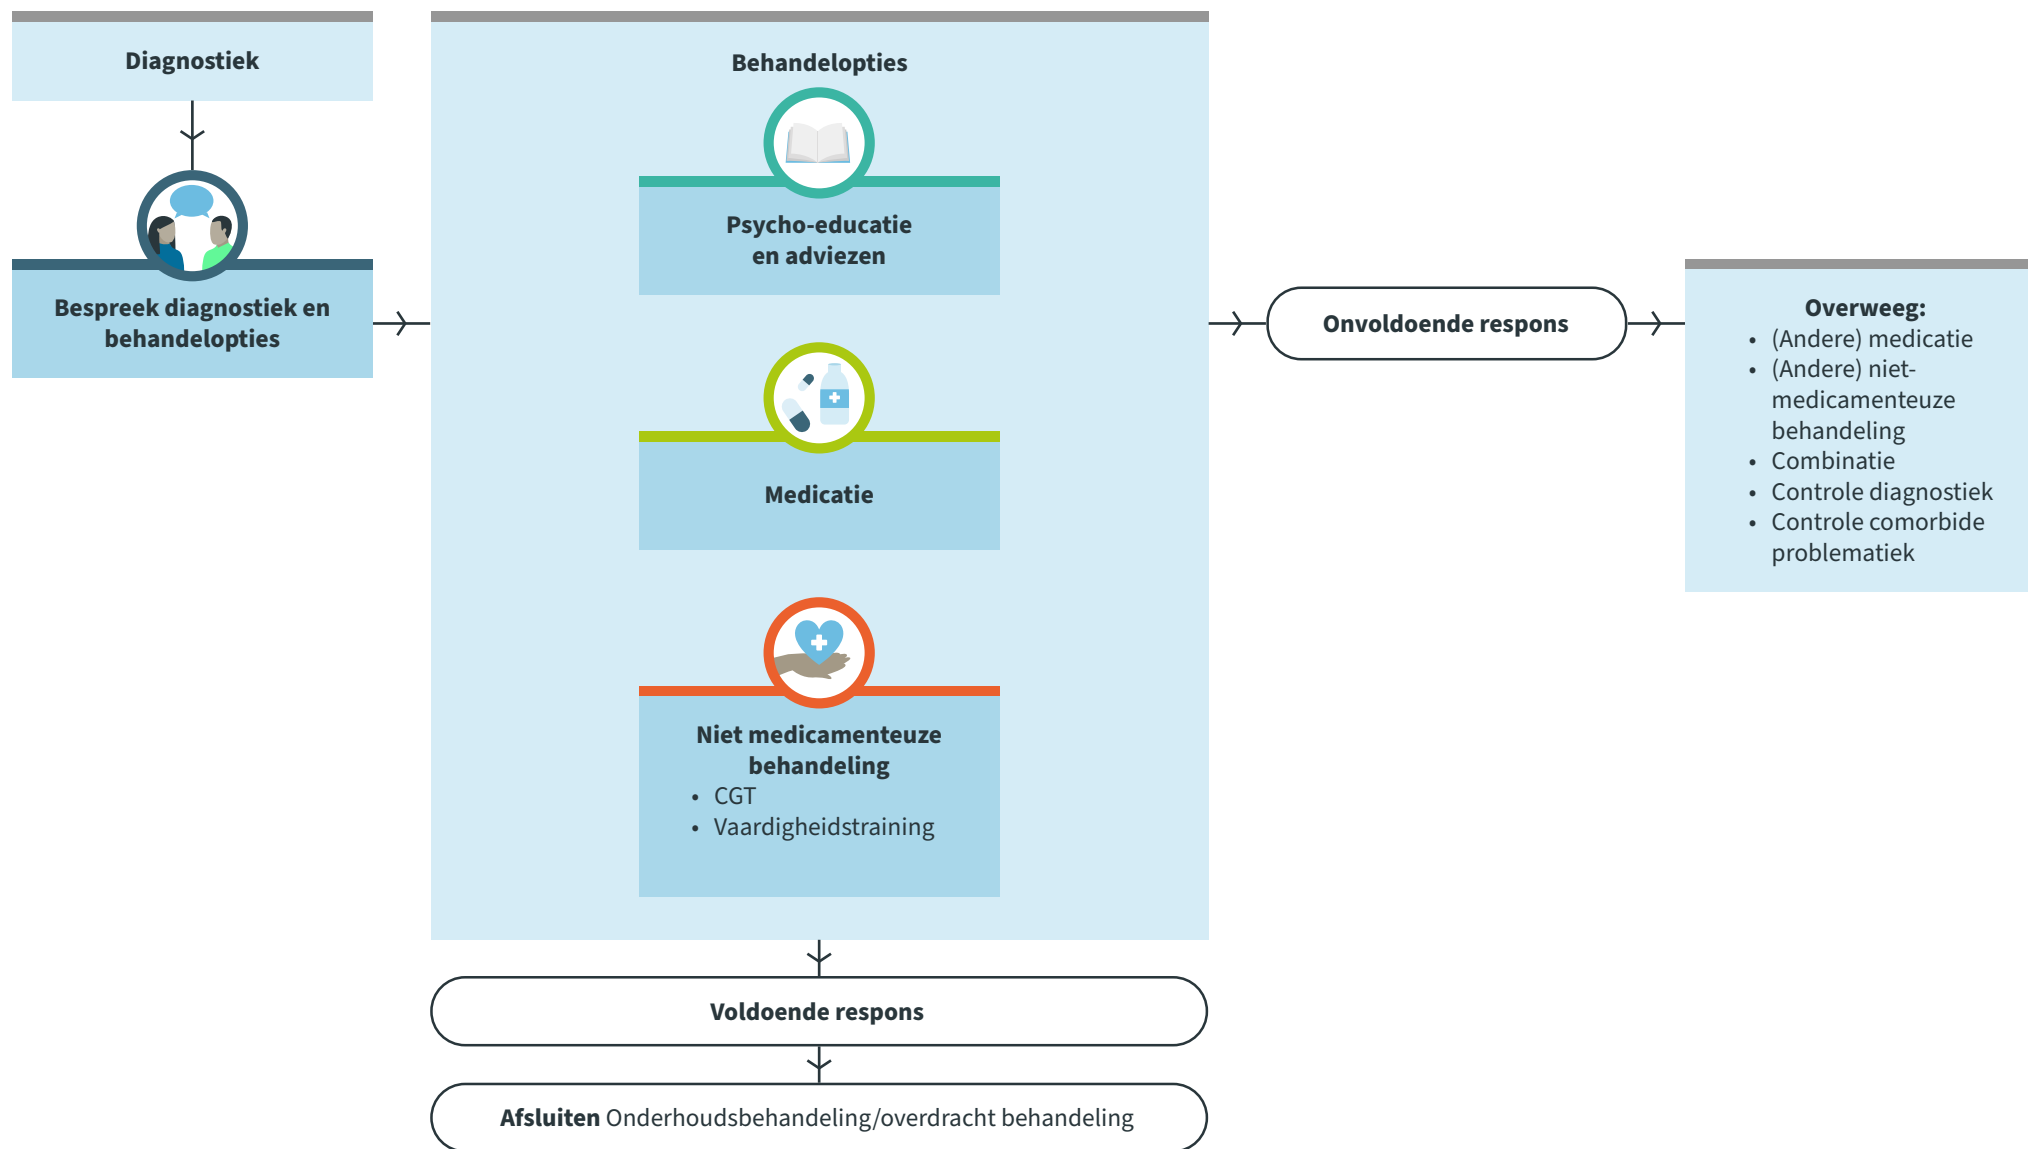 Diagnostiek
Bespreek diagnostiek en
behandelopties
Behandelopties
Psycho-educatie
en adviezen
Medicatie
Niet medicamenteuze
behandeling
• CGT
• Vaardigheidstraining
Onvoldoende respons
Overweeg:
• (Andere) medicatie
• (Andere) niet-
medicamenteuze
behandeling
• Combinatie
• Controle diagnostiek
• Controle comorbide
problematiek
Voldoende respons
Afsluiten Onderhoudsbehandeling/overdracht behandeling